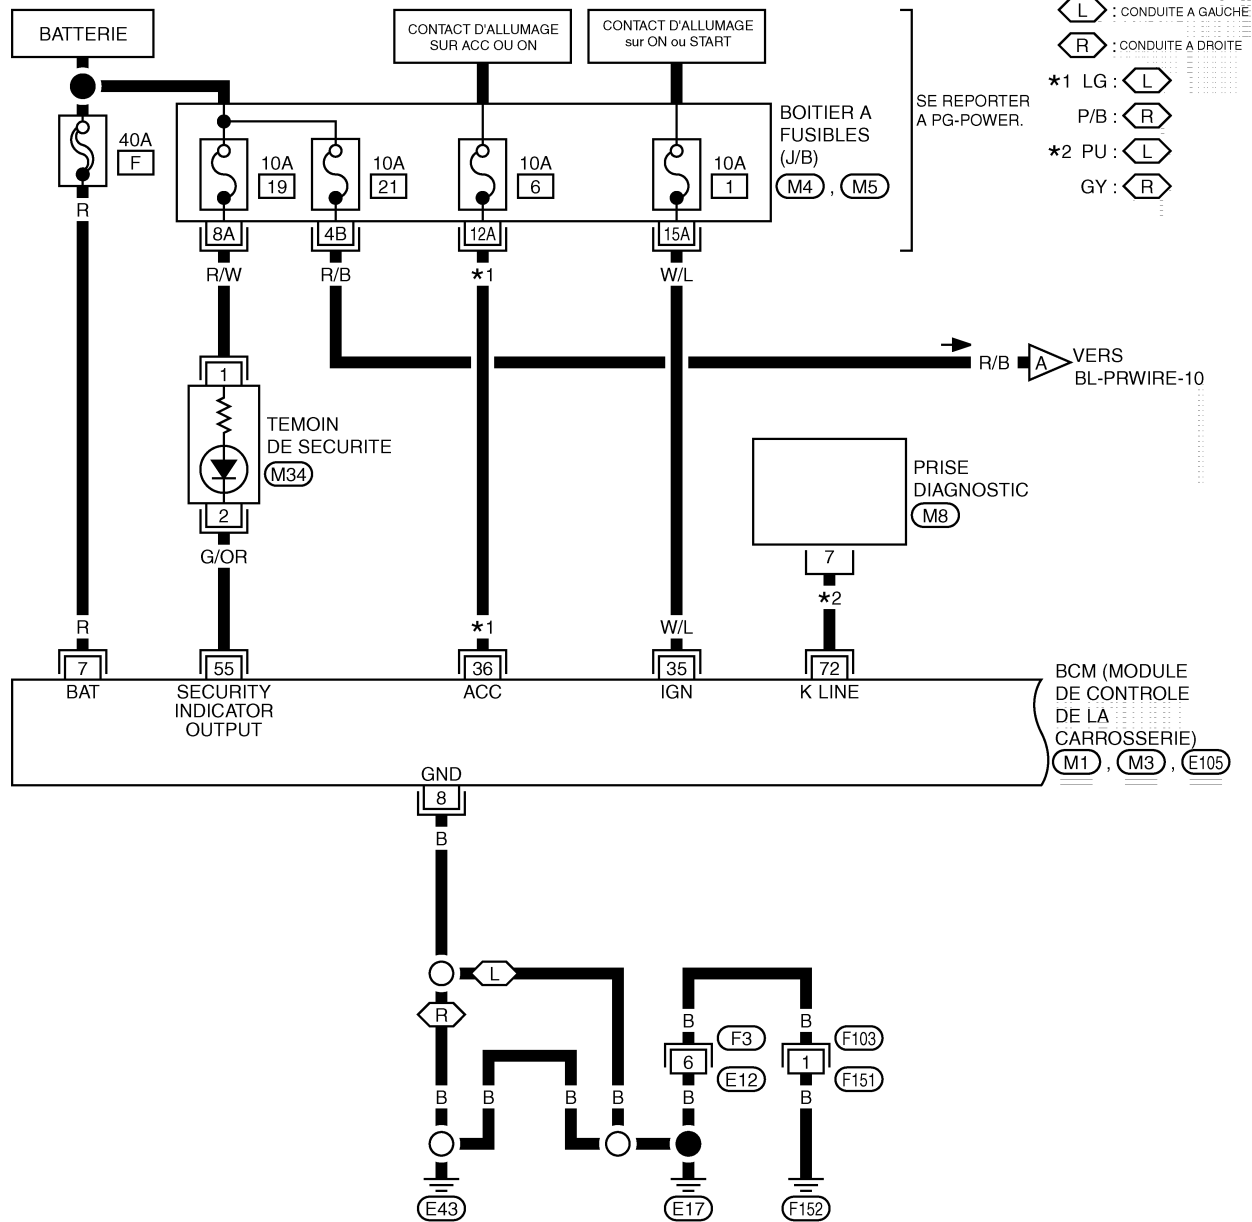 BATTERIE
CONTACT D'ALLUMAGE
SUR ACC OU ON
CONTACT D'ALLUMAGE
sur ON ou START
L : CONDUITE A GAUCHE
R : CONDUITE A DROITE
*1 LG : L
P/B : R
*2 PU : L
GY : R
SE REPORTER
A PG-POWER.
BOITIER A
FUSIBLES
(J/B)
M4 , M5
40A
F
10A
19
10A
21
10A
6
10A
1
R
8A
4B
12A
15A
R/W
R/B
*1
W/L
R/B
A
VERS
BL-PRWIRE-10
1
TEMOIN
DE SECURITE
M34
2
G/OR
PRISE
DIAGNOSTIC
M8
7
*2
R
*1
W/L
7
55
36
35
72
BAT
SECURITY
INDICATOR
OUTPUT
ACC
IGN
K LINE
BCM (MODULE
DE CONTROLE
DE LA
CARROSSERIE)
M1 , M3 , E105
GND
8
B
L
R
B
B
B
B
B
B
B
B
6
1
F3
E12
F103
F151
E43
E17
F152